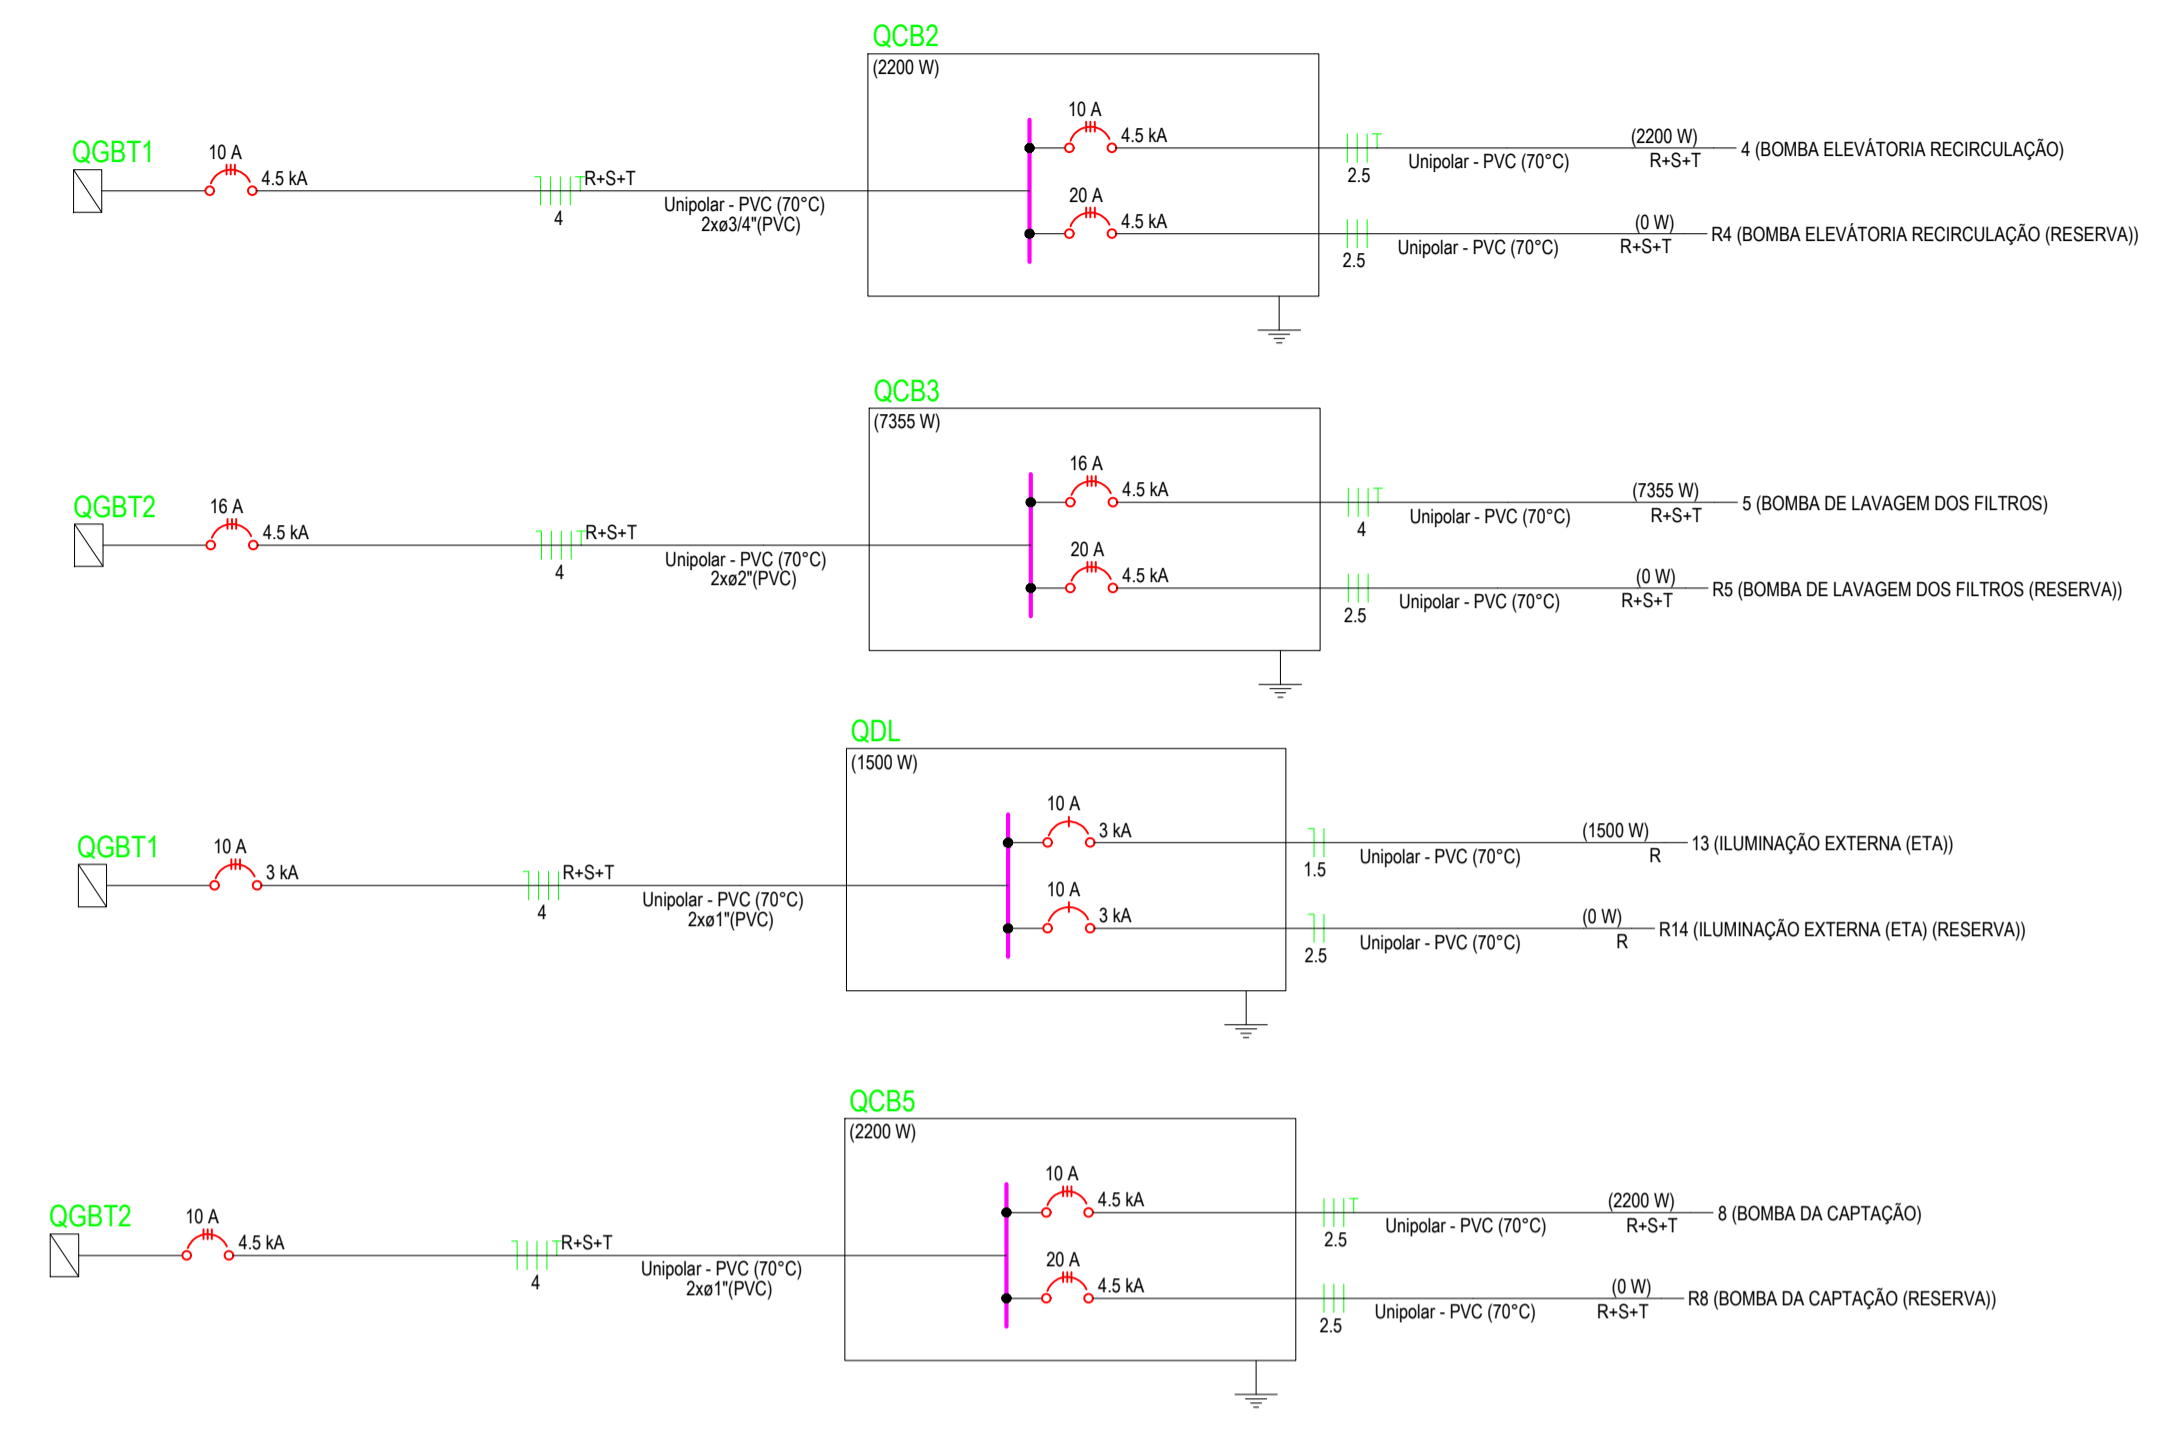 QCB2
(2200 W)
QGBT1
10 A
4.5 kA
4
R+S+T
Unipolar - PVC (70°C)
2xø3/4"(PVC)
10 A
4.5 kA
2.5
Unipolar - PVC (70°C)
(2200 W)
R+S+T
4 (BOMBA ELEVÁTORIA RECIRCULAÇÃO)
20 A
4.5 kA
2.5
Unipolar - PVC (70°C)
(0 W)
R+S+T
R4 (BOMBA ELEVÁTORIA RECIRCULAÇÃO (RESERVA))
QCB3
(7355 W)
QGBT2
16 A
4.5 kA
4
R+S+T
Unipolar - PVC (70°C)
2xø2"(PVC)
16 A
4.5 kA
4
Unipolar - PVC (70°C)
(7355 W)
R+S+T
5 (BOMBA DE LAVAGEM DOS FILTROS)
20 A
4.5 kA
2.5
Unipolar - PVC (70°C)
(0 W)
R+S+T
R5 (BOMBA DE LAVAGEM DOS FILTROS (RESERVA))
QDL
(1500 W)
QGBT1
10 A
3 kA
4
R+S+T
Unipolar - PVC (70°C)
2xø1"(PVC)
10 A
3 kA
1.5
Unipolar - PVC (70°C)
(1500 W)
R
13 (ILUMINAÇÃO EXTERNA (ETA))
10 A
3 kA
2.5
Unipolar - PVC (70°C)
(0 W)
R
R14 (ILUMINAÇÃO EXTERNA (ETA) (RESERVA))
QCB5
(2200 W)
QGBT2
10 A
4.5 kA
4
R+S+T
Unipolar - PVC (70°C)
2xø1"(PVC)
10 A
4.5 kA
2.5
Unipolar - PVC (70°C)
(2200 W)
R+S+T
8 (BOMBA DA CAPTAÇÃO)
20 A
4.5 kA
2.5
Unipolar - PVC (70°C)
(0 W)
R+S+T
R8 (BOMBA DA CAPTAÇÃO (RESERVA))